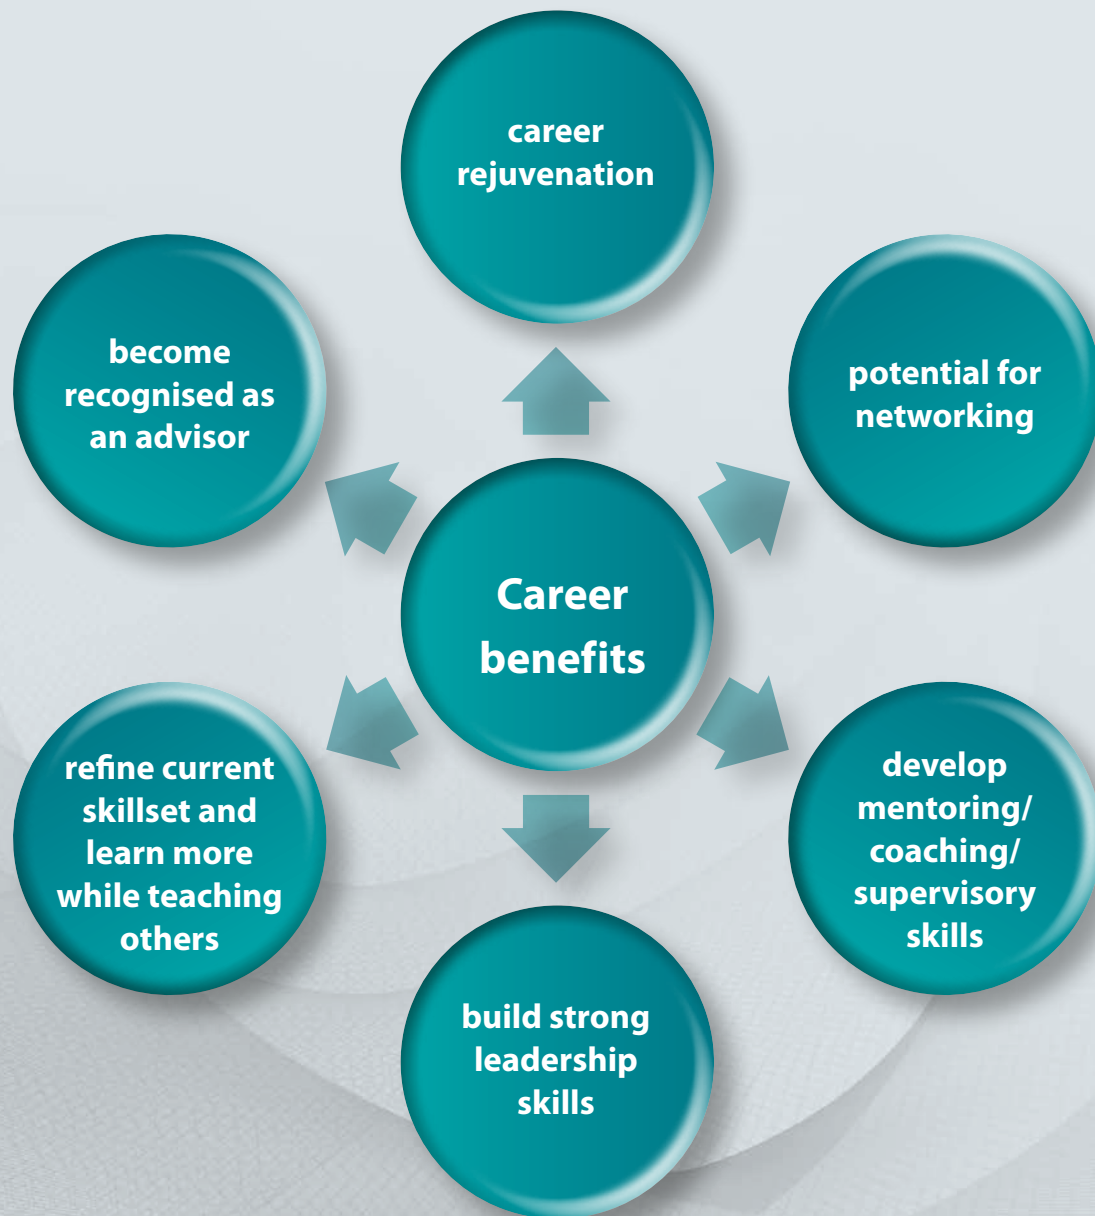 career
rejuvenation
become
recognised as
an advisor
potential for
networking
Career
benefits
refine current
skillset and
learn more
while teaching
others
develop
mentoring/
coaching/
supervisory
skills
build strong
leadership
skills